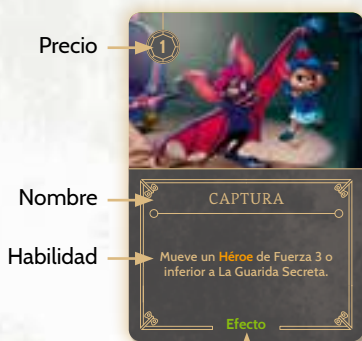 Precio
1
Nombre
CAPTURA
Habilidad
Mueve un Héroe de Fuerza 3 o
inferior a La Guarida Secreta.
Efecto